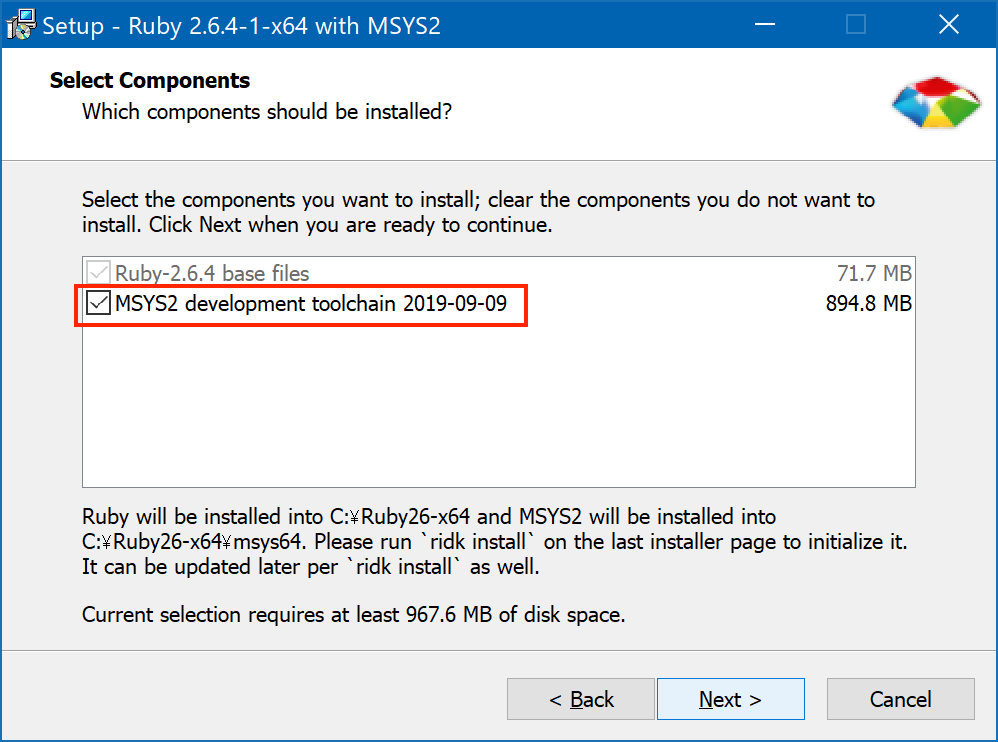 Setup - Ruby 2.6.4-1-x64 with MSYS2
Select Components
Which components should be installed?
Select the components you want to install; clear the components you do not want to
install. Click Next when you are ready to continue.
Ruby-2.6.4 base files 71.7 MB
MSYS2 development toolchain 2019-09-09 894.8 MB
Ruby will be installed into C:¥Ruby26-x64 and MSYS2 will be installed into
C:¥Ruby26-x64¥msys64. Please run `ridk install` on the last installer page to initialize it.
It can be updated later per `ridk install` as well.
Current selection requires at least 967.6 MB of disk space.
< Back Next > Cancel